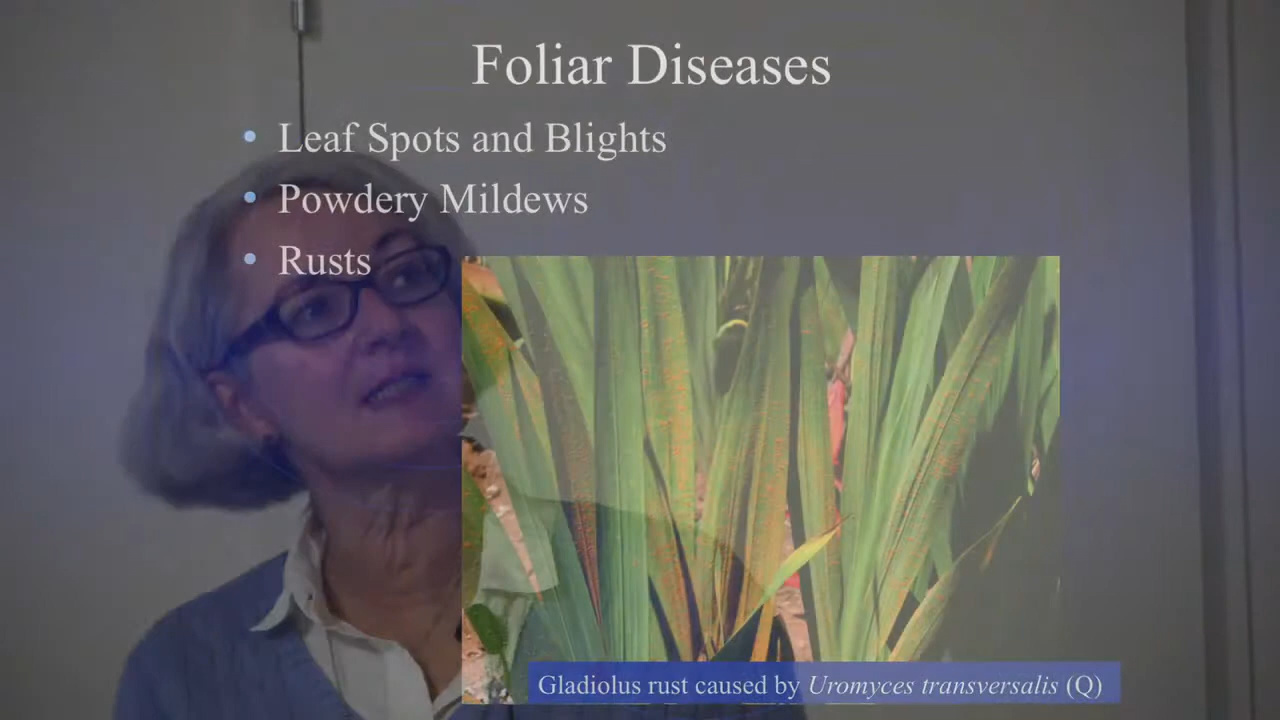 Foliar Diseases
• Leaf Spots and Blights
• Powdery Mildews
• Rusts
Gladiolus rust caused by Uromyces transversalis (Q)